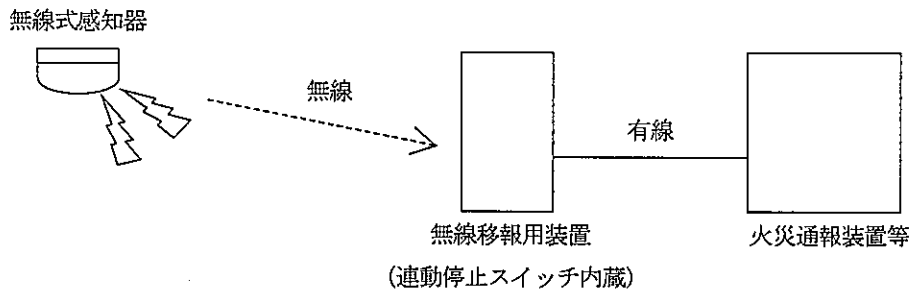 無線式感知器
無線
有線
無線移報用装置
火災通報装置等
(連動停止スイッチ内蔵)